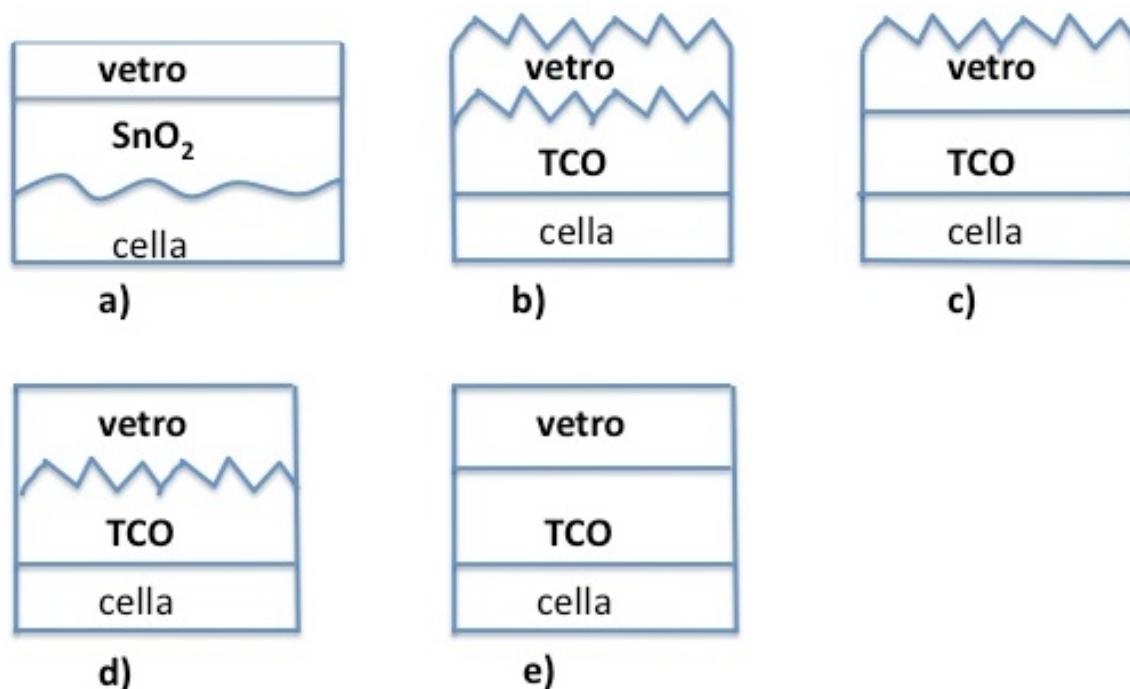 vetro
SnO₂
cella
a)
vetro
TCO
cella
b)
vetro
TCO
cella
c)
vetro
TCO
cella
d)
vetro
TCO
cella
e)